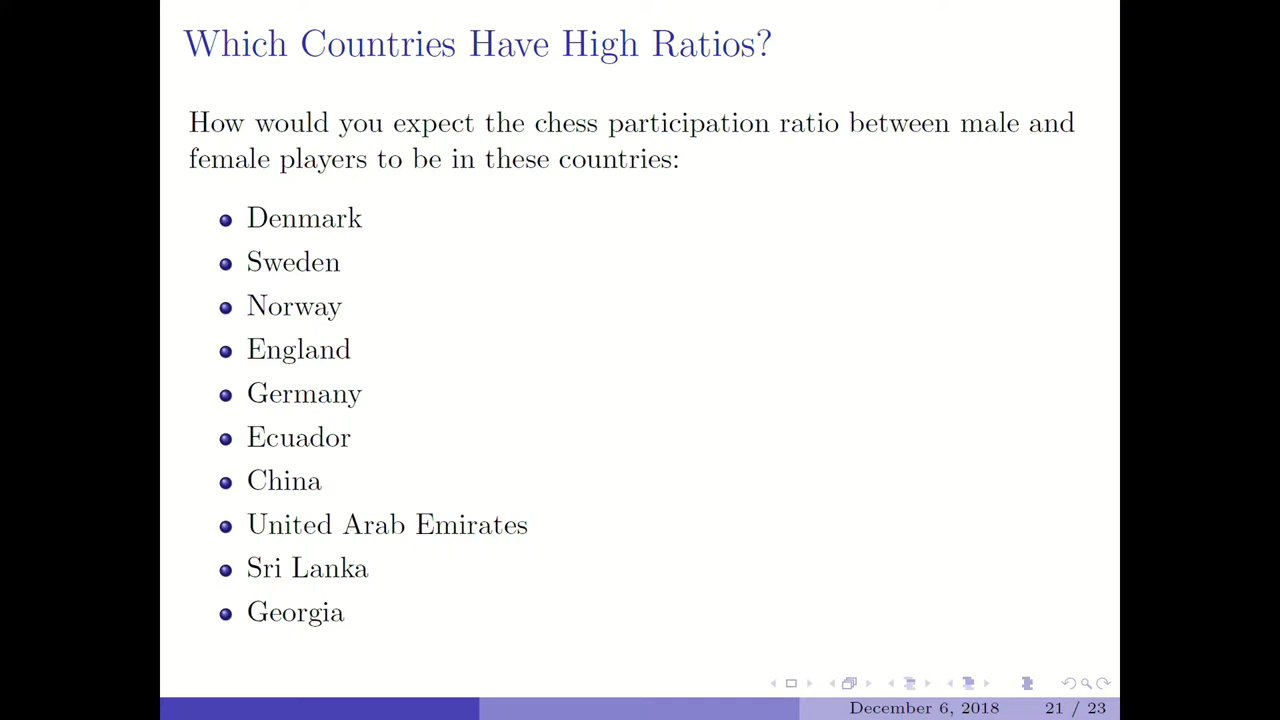 Which Countries Have High Ratios?
How would you expect the chess participation ratio between male and
female players to be in these countries:
Denmark
Sweden
Norway
England
Germany
Ecuador
China
United Arab Emirates
Sri Lanka
Georgia
December 6, 2018 21 / 23